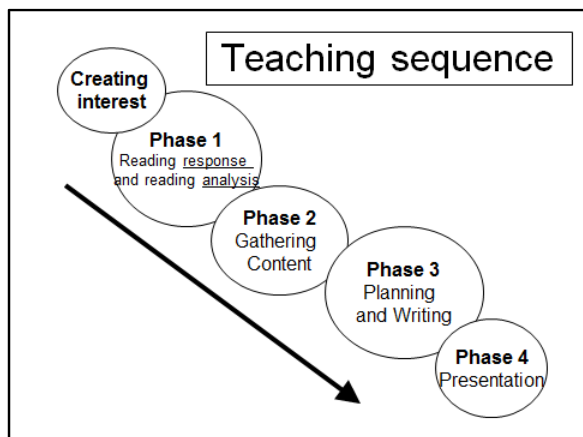 Teaching sequence
Creating
interest
Phase 1
Reading response
and reading analysis
Phase 2
Gathering
Content
Phase 3
Planning
and Writing
Phase 4
Presentation